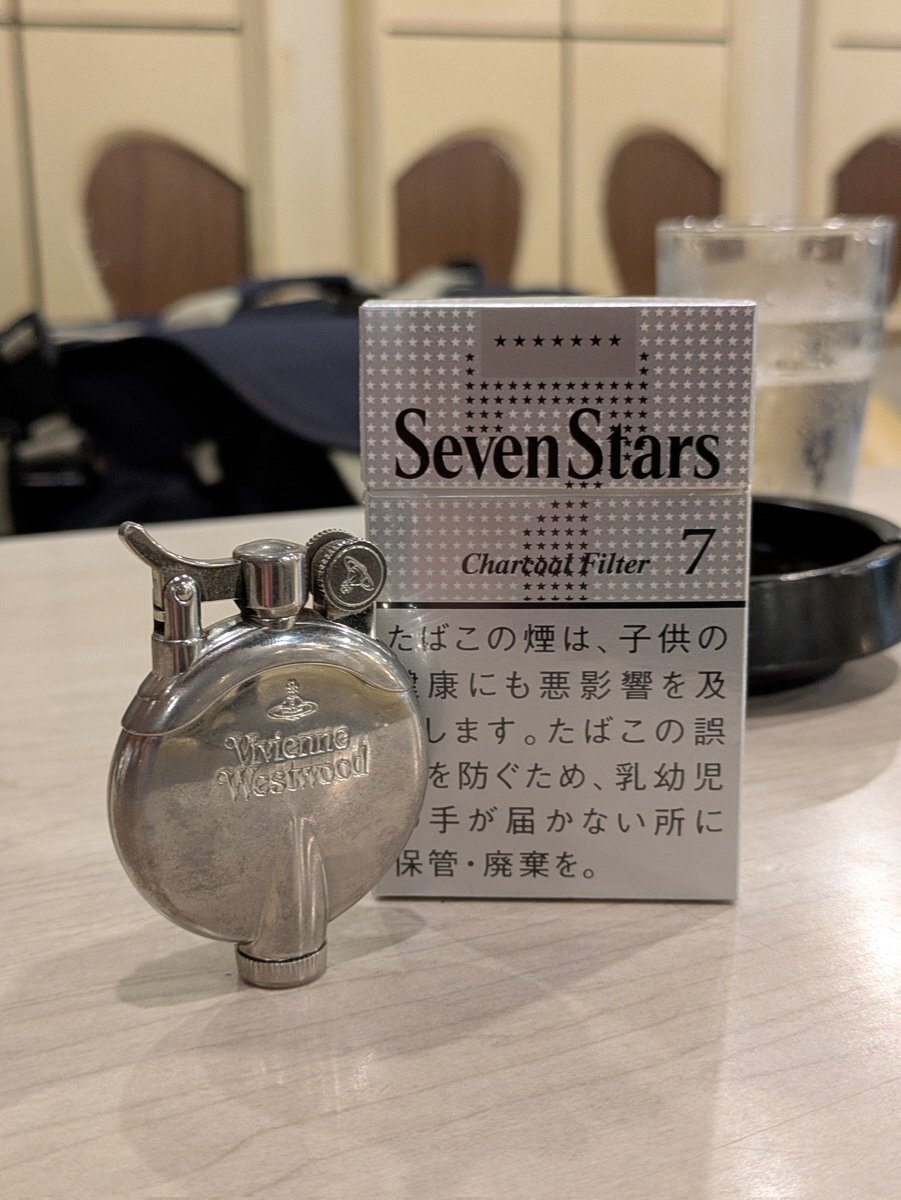 ★★★★★★★
SevenStars
Charcoal Filter 7
たばこの煙は、子供の
康にも悪影響を及
します。たばこの誤
を防ぐため、乳幼児
手が届かない所に
保管・廃棄を。
Vivienne
Westwood